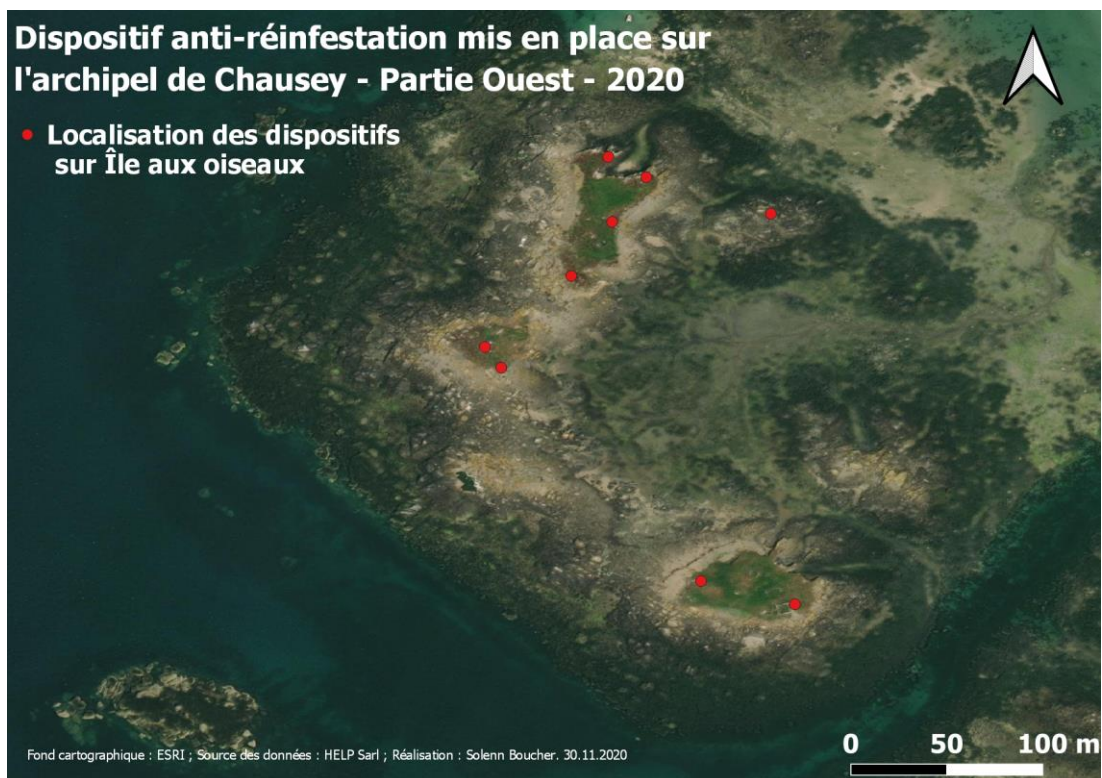 Dispositif anti-réinfestation mis en place sur
l'archipel de Chausey - Partie Ouest - 2020
Localisation des dispositifs
sur Île aux oiseaux
Fond cartographique : ESRI ; Source des données : HELP Sarl ; Réalisation : Solenn Boucher. 30.11.2020
0 50 100 m